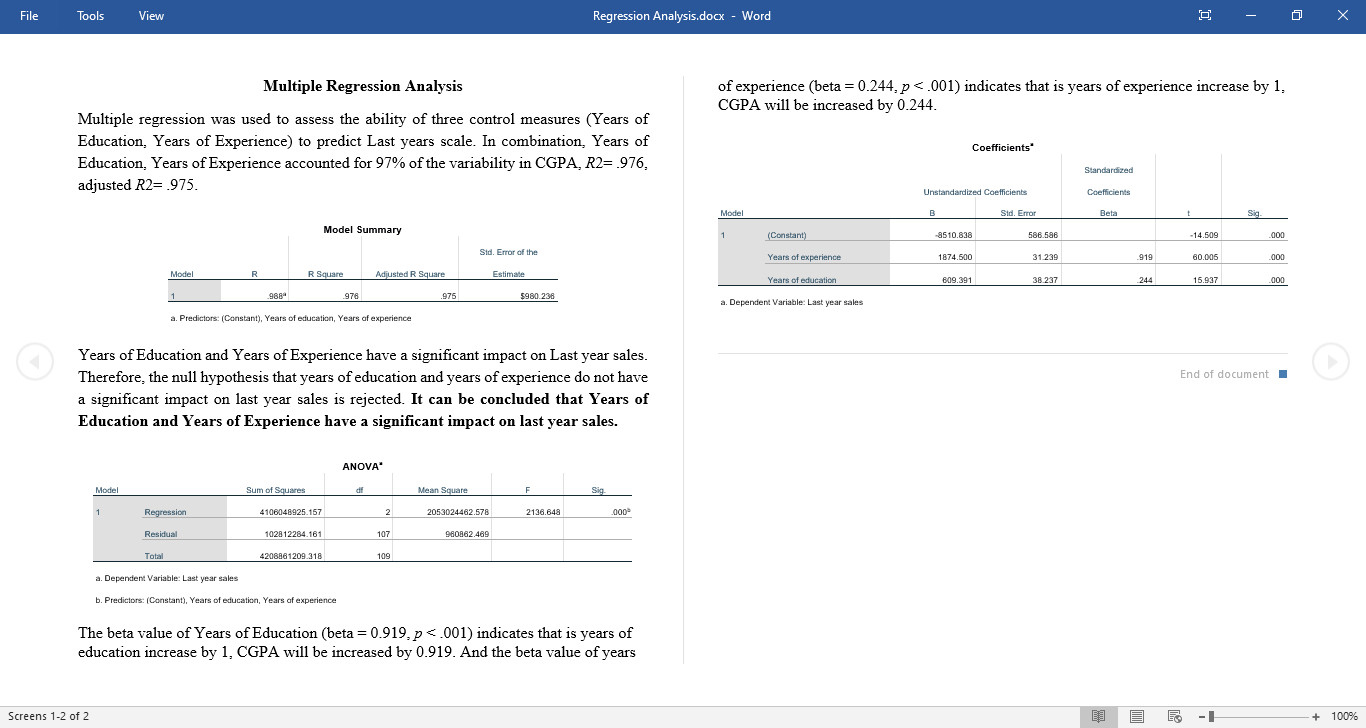 File Tools View Regression Analysis.docx - Word
Multiple Regression Analysis
Multiple regression was used to assess the ability of three control measures (Years of
Education, Years of Experience) to predict Last years scale. In combination, Years of
Education, Years of Experience accounted for 97% of the variability in CGPA, R2= .976,
adjusted R2= .975.
Model Summary
Std. Error of the
Model R R Square Adjusted R Square Estimate
1 .988ᵃ .976 .975 $980.236
a. Predictors: (Constant), Years of education, Years of experience
Years of Education and Years of Experience have a significant impact on Last year sales.
Therefore, the null hypothesis that years of education and years of experience do not have
a significant impact on last year sales is rejected. It can be concluded that Years of
Education and Years of Experience have a significant impact on last year sales.
ANOVAᵃ
Model Sum of Squares df Mean Square F Sig.
1 Regression 4106048925.157 2 2053024462.578 2136.648 .000ᵇ
Residual 102812284.161 107 960862.469
Total 4208861209.318 109
a. Dependent Variable: Last year sales
b. Predictors: (Constant), Years of education, Years of experience
The beta value of Years of Education (beta = 0.919, p < .001) indicates that is years of
education increase by 1, CGPA will be increased by 0.919. And the beta value of years
of experience (beta = 0.244, p < .001) indicates that is years of experience increase by 1,
CGPA will be increased by 0.244.
Coefficientsᵃ
Standardized
Unstandardized Coefficients Coefficients
Model B Std. Error Beta t Sig.
1 (Constant) -8510.838 586.586 -14.509 .000
Years of experience 1874.500 31.239 .919 60.005 .000
Years of education 609.391 38.237 .244 15.937 .000
a. Dependent Variable: Last year sales
End of document
Screens 1-2 of 2 100%